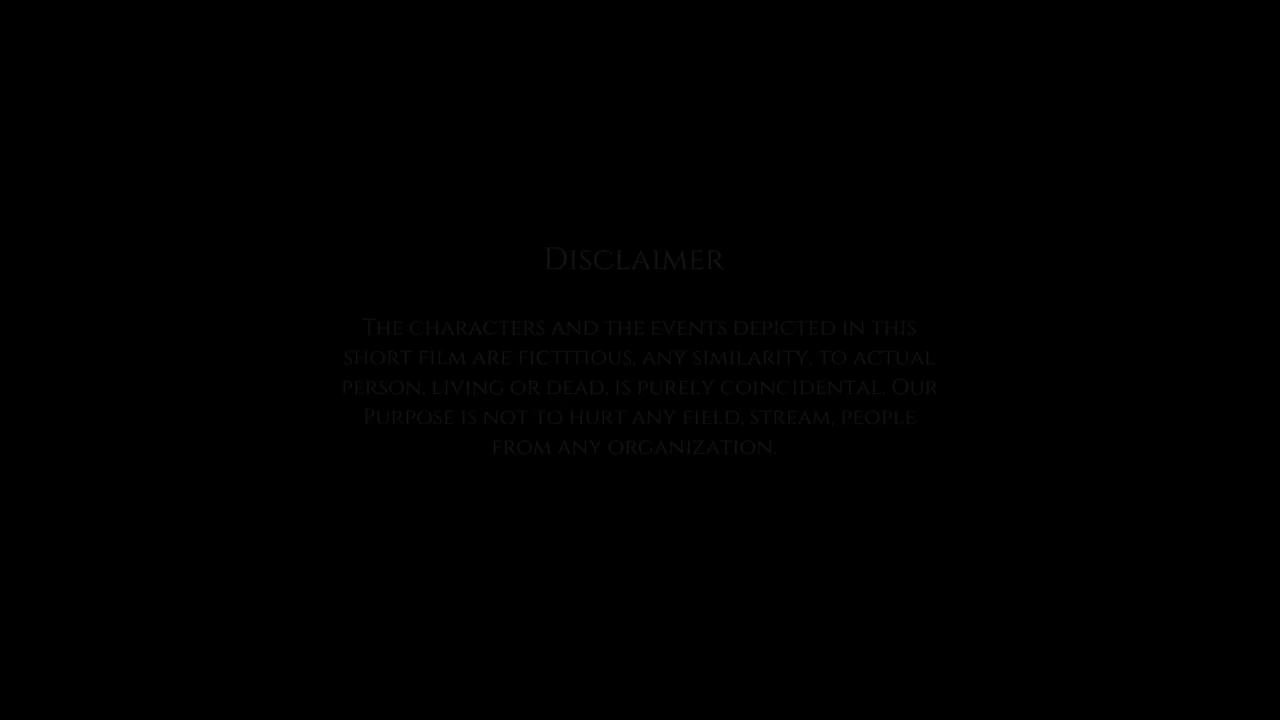 Disclaimer
The characters and the events depicted in this
short film are fictitious, any similarity, to actual
person, living or dead, is purely coincidental. Our
Purpose is not to hurt any field, stream, people
from any organization.